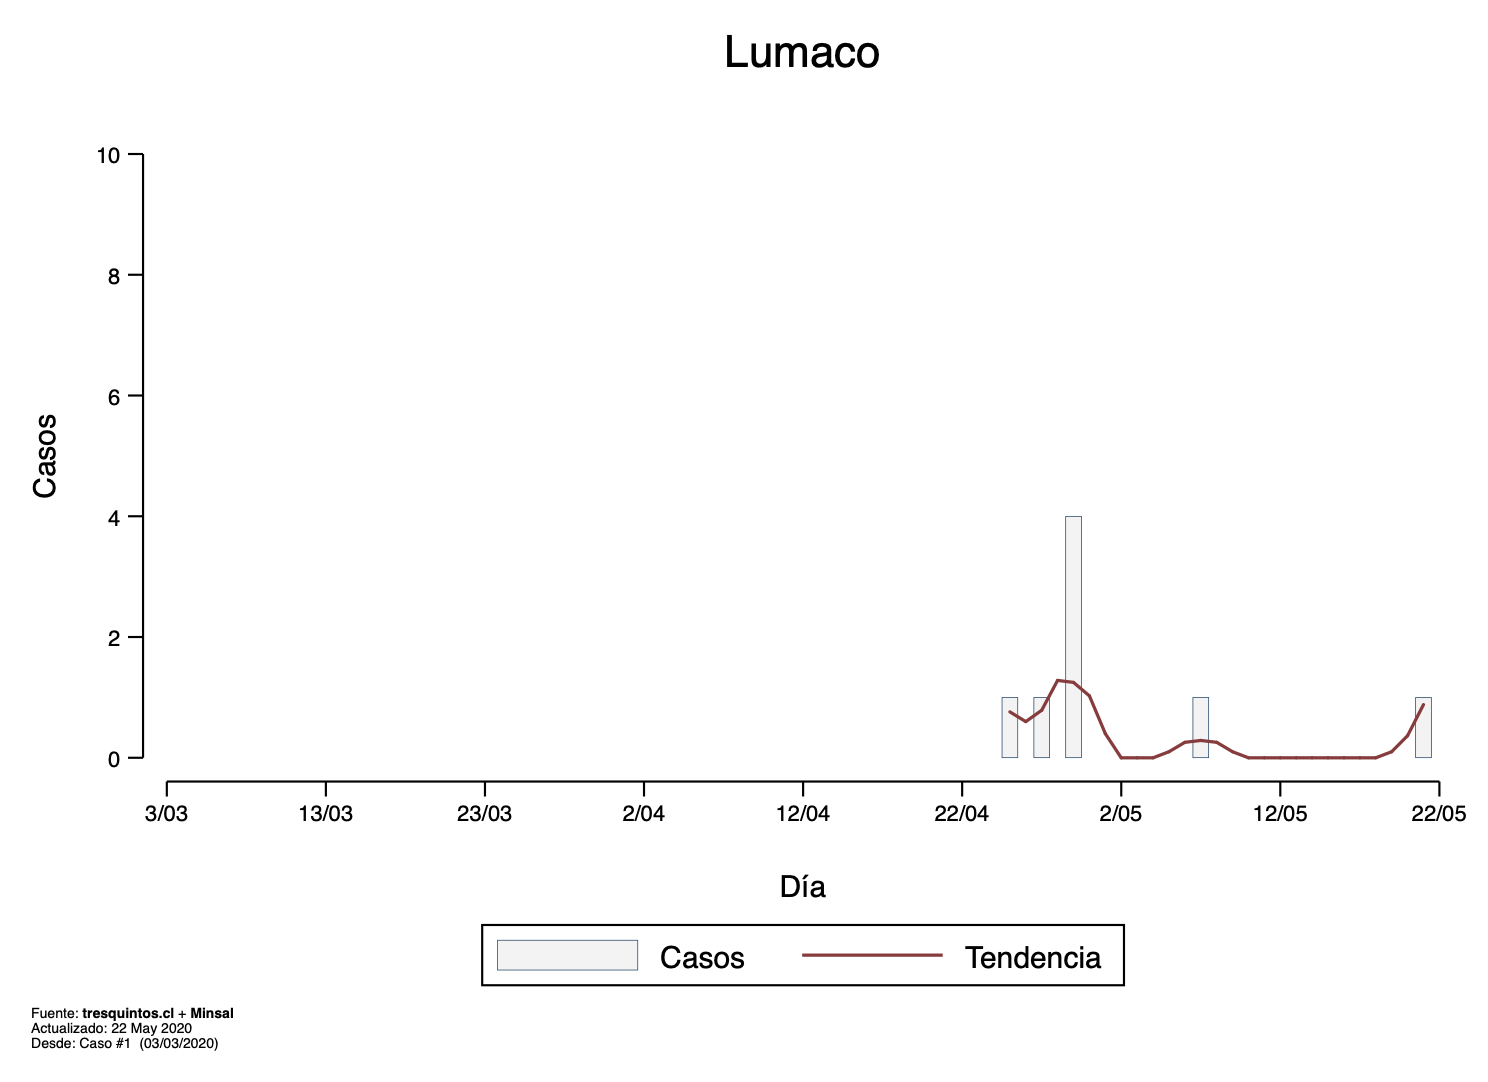 Lumaco
Casos
10
8
6
4
2
0
3/03 13/03 23/03 2/04 12/04 22/04 2/05 12/05 22/05
Día
Casos Tendencia
Fuente: tresquintos.cl + Minsal
Actualizado: 22 May 2020
Desde: Caso #1 (03/03/2020)